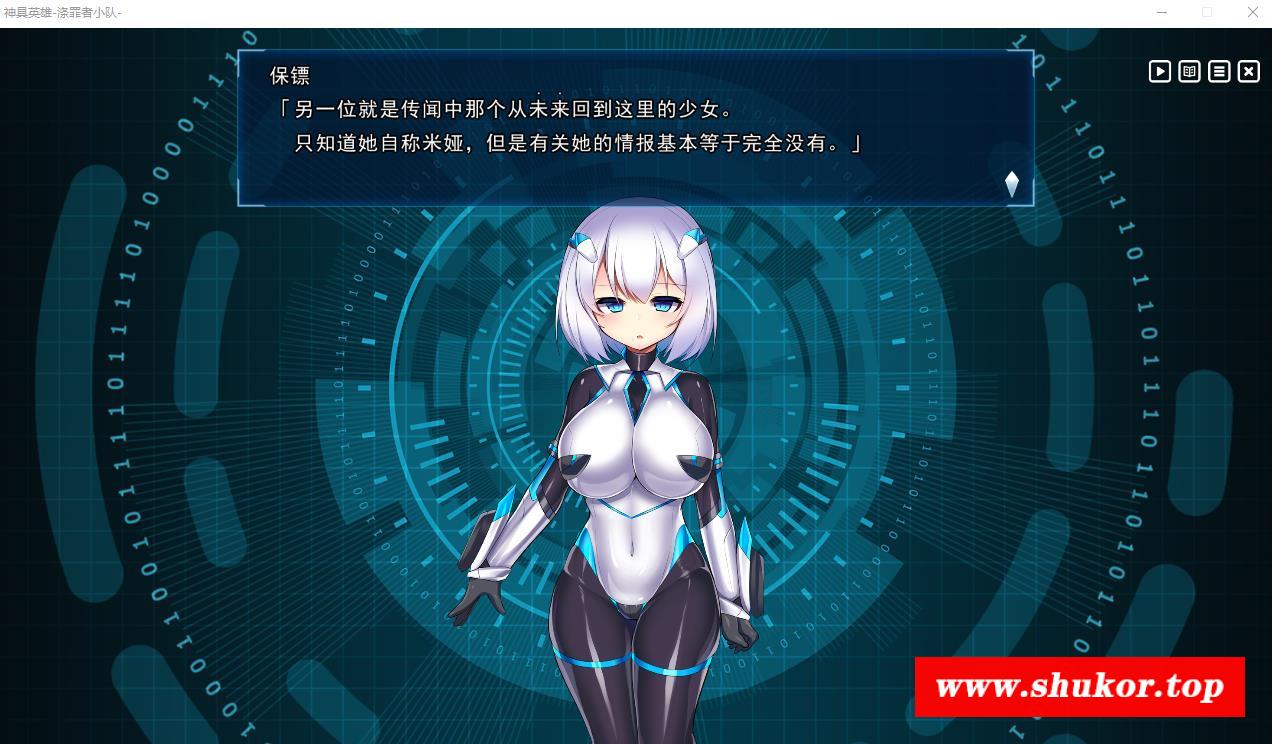 神具英雄-涤罪者小队-
保镖
「另一位就是传闻中那个从未来回到这里的少女。
只知道她自称米娅，但是有关她的情报基本等于完全没有。」
www.shukor.top